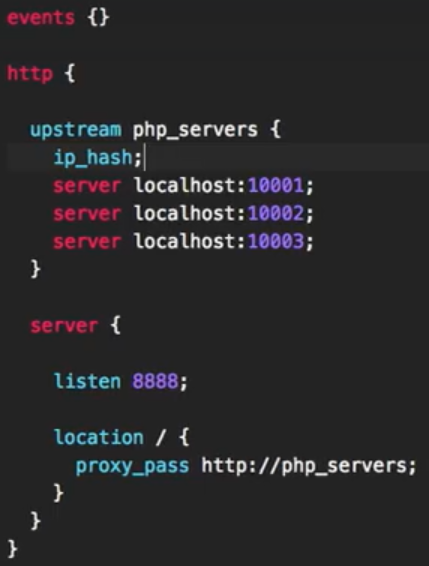 events {}
http {
upstream php_servers {
ip_hash;
server localhost:10001;
server localhost:10002;
server localhost:10003;
}
server {
listen 8888;
location / {
proxy_pass http://php_servers;
}
}
}